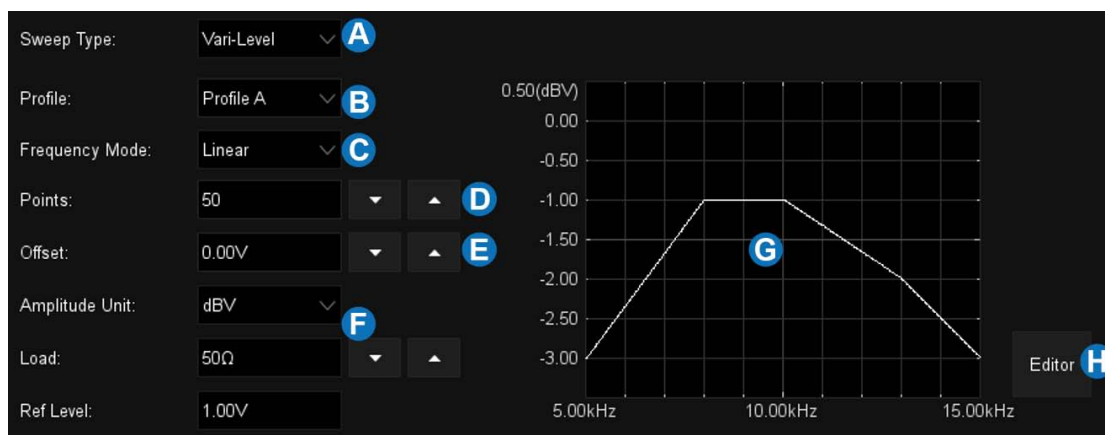 Sweep Type: Vari-Level A
Profile: Profile A B
Frequency Mode: Linear C
Points: 50 D
Offset: 0.00V E
Amplitude Unit: dBV
F
Load: 50Ω
Ref Level: 1.00V
0.50(dBV)
0.00
-0.50
-1.00
-1.50
-2.00
-2.50
-3.00
G
5.00kHz 10.00kHz 15.00kHz
Editor H